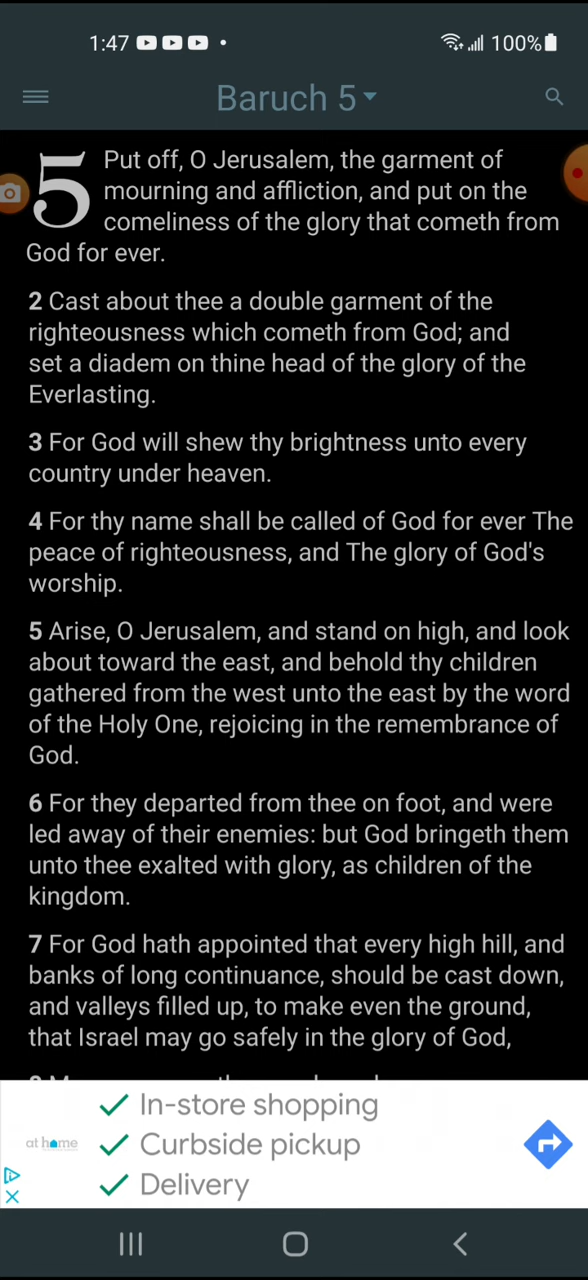 1:47 100%
Baruch 5
5 Put off, O Jerusalem, the garment of
mourning and affliction, and put on the
comeliness of the glory that cometh from
God for ever.
2 Cast about thee a double garment of the
righteousness which cometh from God; and
set a diadem on thine head of the glory of the
Everlasting.
3 For God will shew thy brightness unto every
country under heaven.
4 For thy name shall be called of God for ever The
peace of righteousness, and The glory of God's
worship.
5 Arise, O Jerusalem, and stand on high, and look
about toward the east, and behold thy children
gathered from the west unto the east by the word
of the Holy One, rejoicing in the remembrance of
God.
6 For they departed from thee on foot, and were
led away of their enemies: but God bringeth them
unto thee exalted with glory, as children of the
kingdom.
7 For God hath appointed that every high hill, and
banks of long continuance, should be cast down,
and valleys filled up, to make even the ground,
that Israel may go safely in the glory of God,
In-store shopping
at home Curbside pickup
Delivery